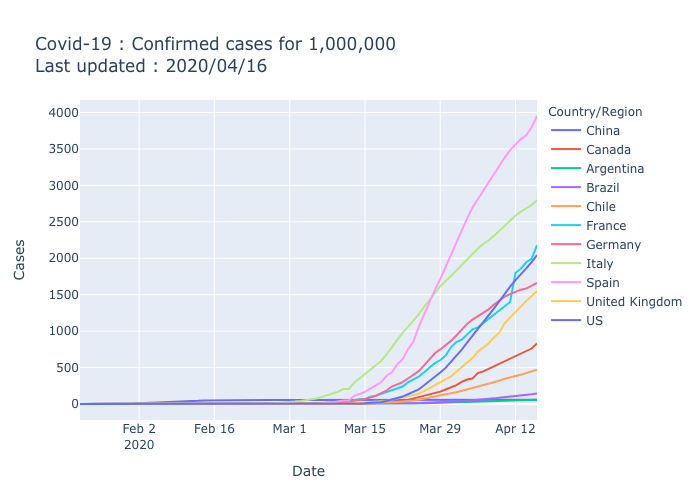 Covid-19 : Confirmed cases for 1,000,000
Last updated : 2020/04/16
4000
3500
3000
2500
2000
1500
1000
500
0
Cases
Feb 2
2020
Feb 16
Mar 1
Mar 15
Mar 29
Apr 12
Date
Country/Region
China
Canada
Argentina
Brazil
Chile
France
Germany
Italy
Spain
United Kingdom
US